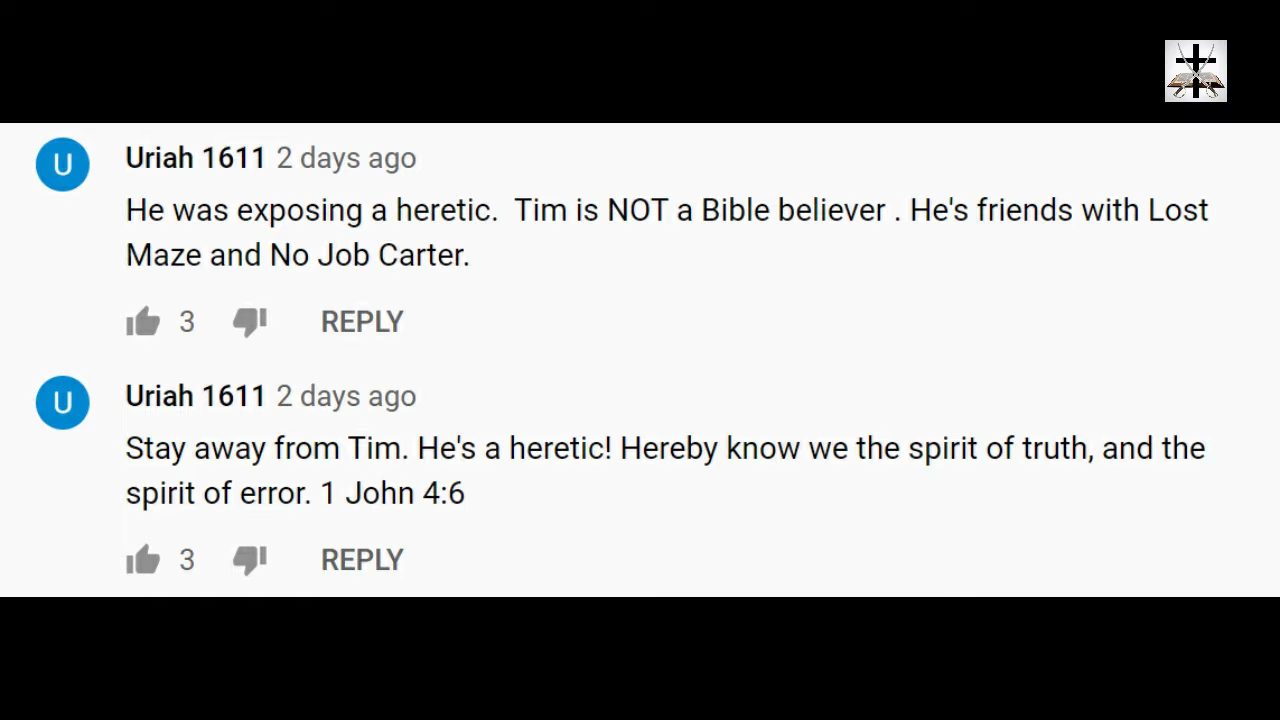 U
Uriah 1611 2 days ago
He was exposing a heretic.  Tim is NOT a Bible believer . He's friends with Lost
Maze and No Job Carter.
3 REPLY
U
Uriah 1611 2 days ago
Stay away from Tim. He's a heretic! Hereby know we the spirit of truth, and the
spirit of error. 1 John 4:6
3 REPLY